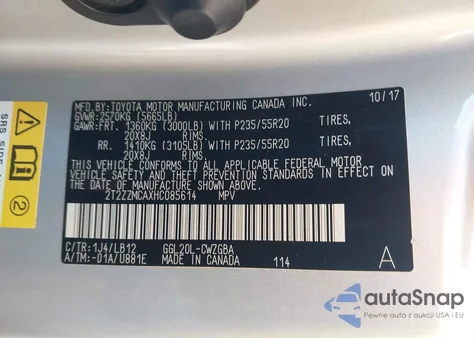 MFD. BY: TOYOTA MOTOR MANUFACTURING CANADA INC. 10/17
GVWR: 2570KG (5665LB)
GAWR: FRT. 1360KG (3000LB) WITH P235/55R20 TIRES,
20X8J RIMS.
RR. 1410KG (3105LB) WITH P235/55R20 TIRES,
20X8J RIMS.
THIS VEHICLE CONFORMS TO ALL APPLICABLE FEDERAL MOTOR
VEHICLE SAFETY AND THEFT PREVENTION STANDARDS IN EFFECT
ON THE DATE OF MANUFACTURE SHOWN ABOVE.
2T2ZZMCAXHC085614 MPV
C/TR: 1J4/LB12 GGL20L-CWZGBA
A/TM: -01A/U881E MADE IN CANADA 114 A
SRS SIDE
2
autoSnap
Pewne auta z aukcji USA i EU